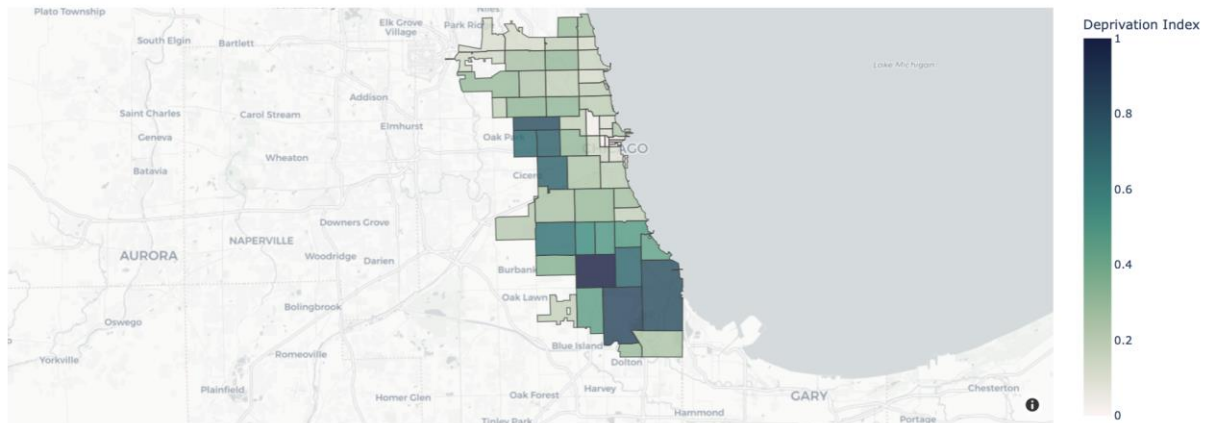 Plato Township
Elk Grove
Village
Park Ridge
Niles
Deprivation Index
South Elgin
Bartlett
1
Lake Michigan
Addison
0.8
Saint Charles
Carol Stream
Geneva
Elmhurst
Oak Park
CHICAGO
Wheaton
Batavia
Cicero
0.6
Downers Grove
NAPERVILLE
AURORA
Woodridge
Darien
Burbank
0.4
Oak Lawn
Bolingbrook
Oswego
Blue Island
0.2
Yorkville
Romeoville
Dolton
Plainfield
Harvey
GARY
Chesterton
Homer Glen
Oak Forest
Hammond
Portage
Tinley Park
0